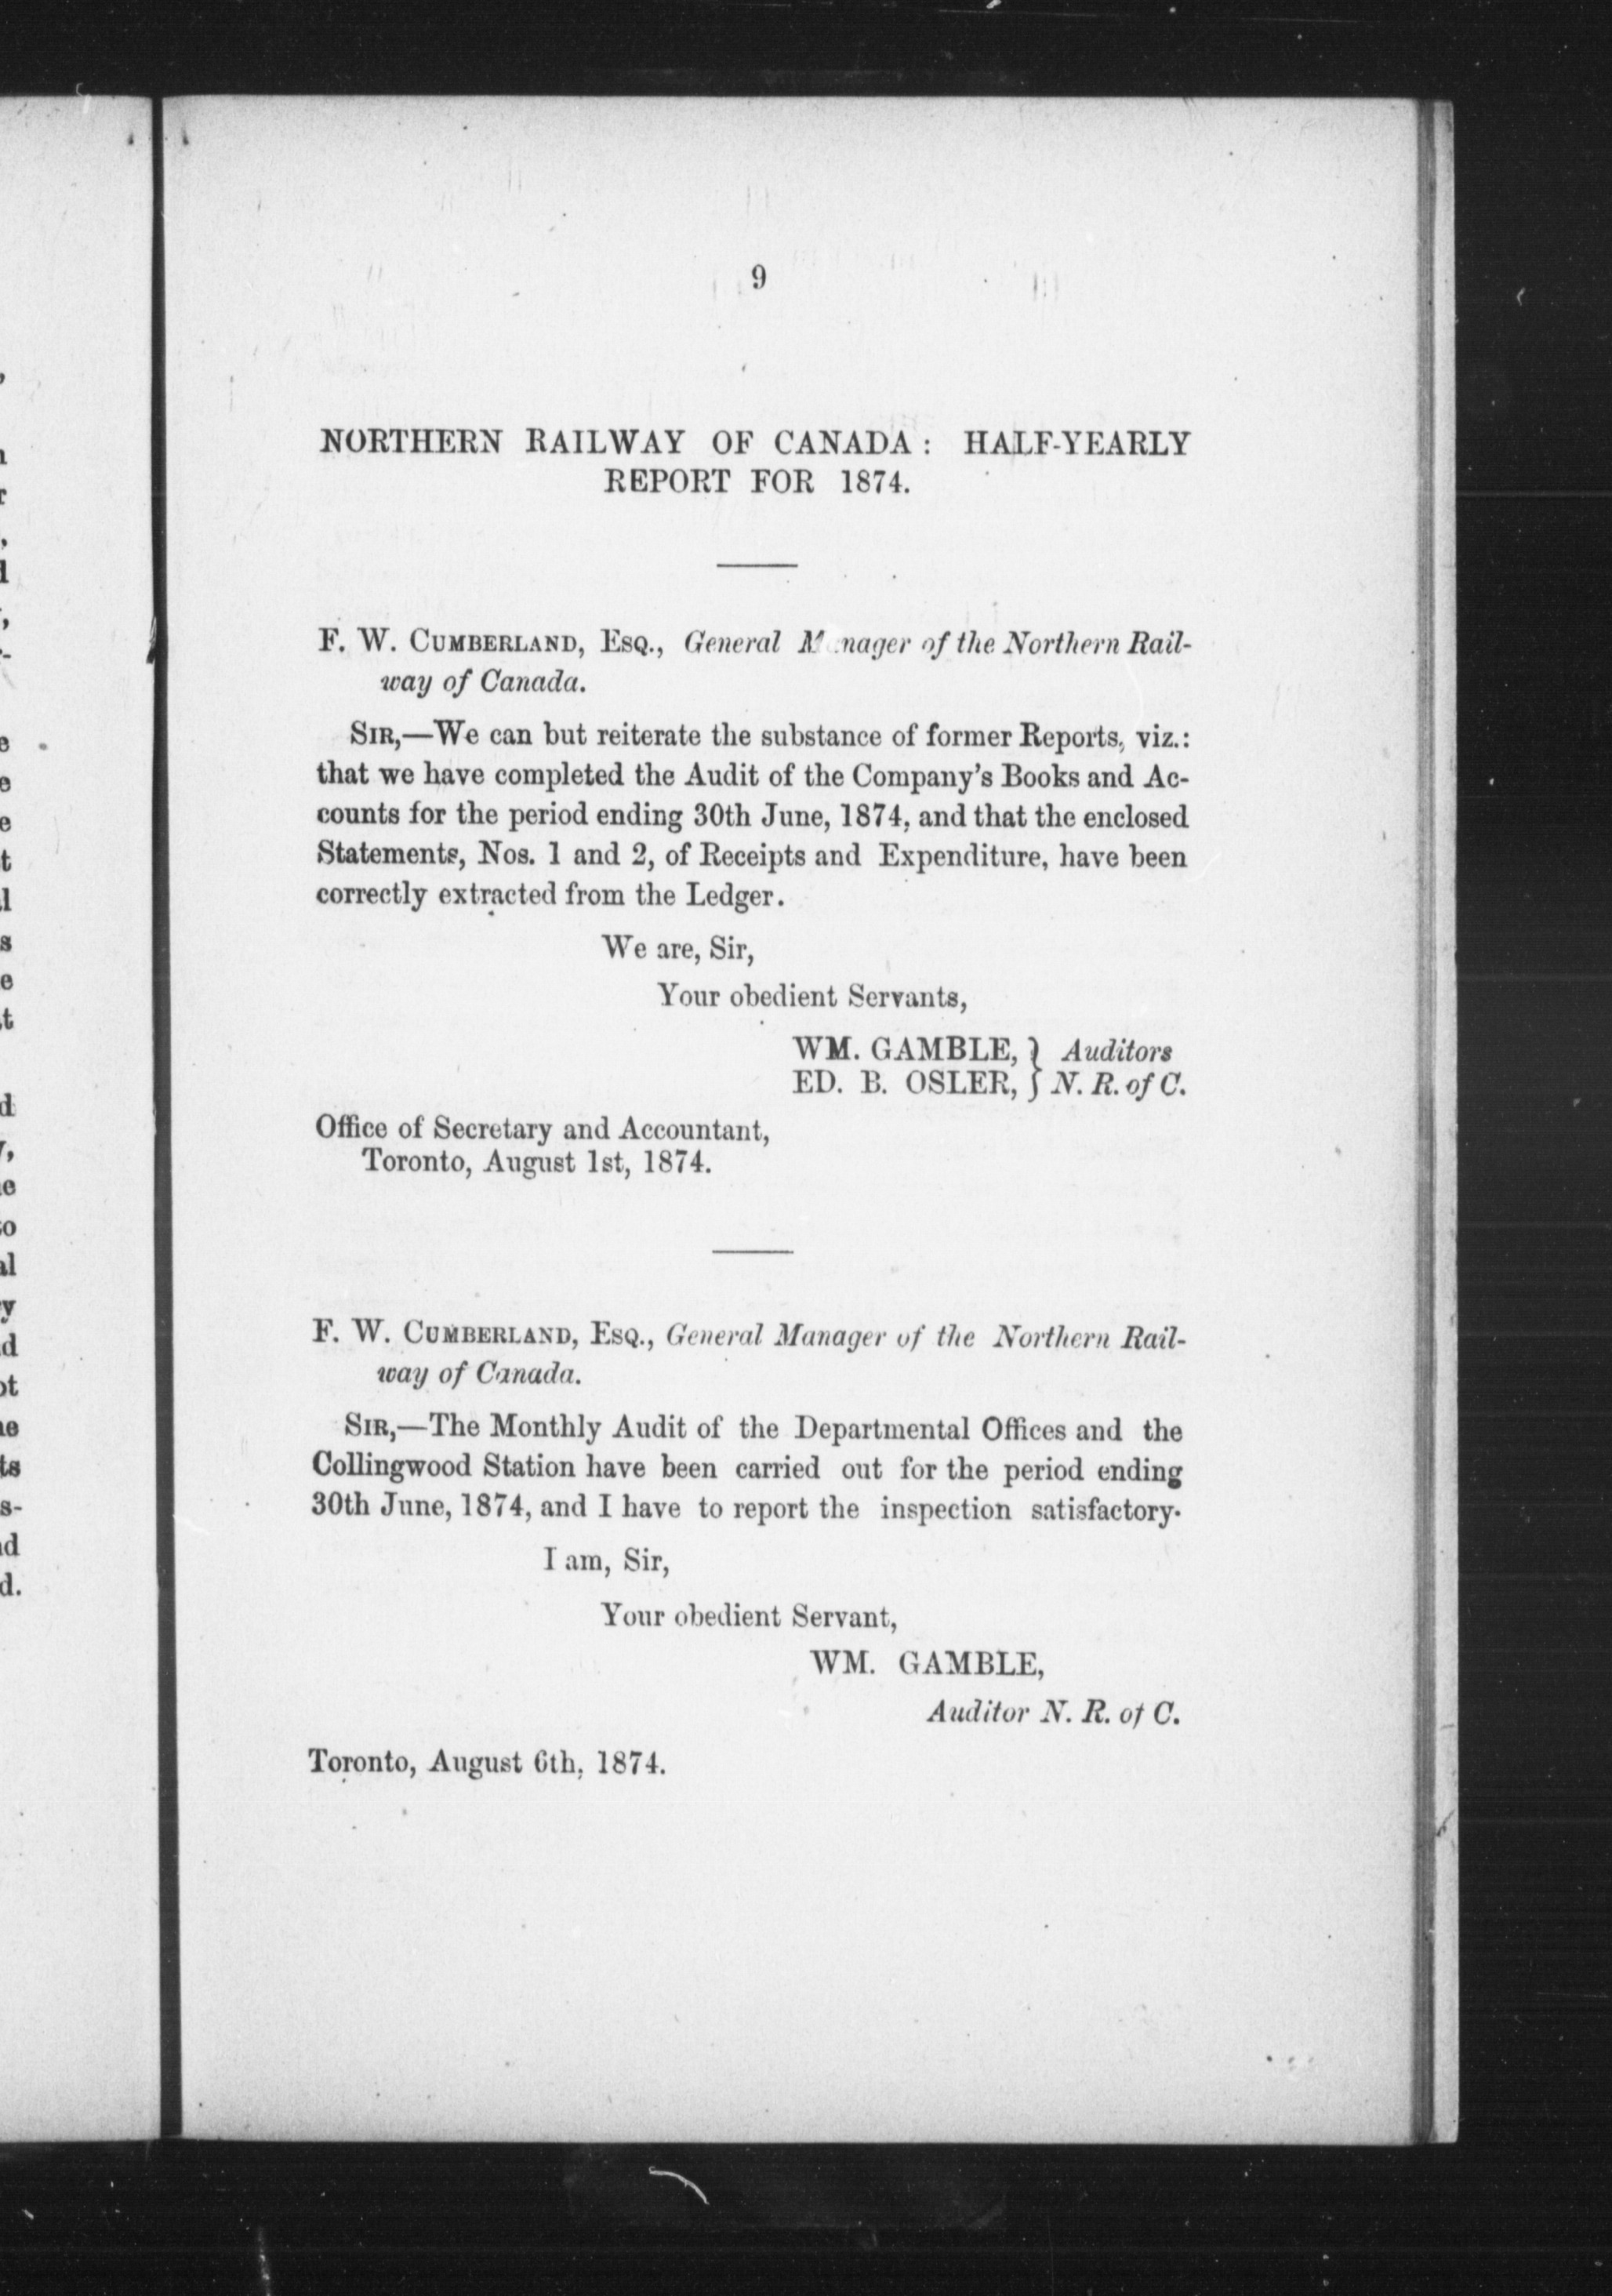 9
NORTHERN RAILWAY OF CANADA: HALF-YEARLY
REPORT FOR 1874.
F. W. CUMBERLAND, ESQ., General Manager of the Northern Rail-
way of Canada.
SIR,—We can but reiterate the substance of former Reports, viz.:
that we have completed the Audit of the Company's Books and Ac-
counts for the period ending 30th June, 1874, and that the enclosed
Statements, Nos. 1 and 2, of Receipts and Expenditure, have been
correctly extracted from the Ledger.
We are, Sir,
Your obedient Servants,
WM. GAMBLE, } Auditors
ED. B. OSLER, } N. R. of C.
Office of Secretary and Accountant,
Toronto, August 1st, 1874.
F. W. CUMBERLAND, ESQ., General Manager of the Northern Rail-
way of Canada.
SIR,—The Monthly Audit of the Departmental Offices and the
Collingwood Station have been carried out for the period ending
30th June, 1874, and I have to report the inspection satisfactory.
I am, Sir,
Your obedient Servant,
WM. GAMBLE,
Auditor N. R. of C.
Toronto, August 6th, 1874.